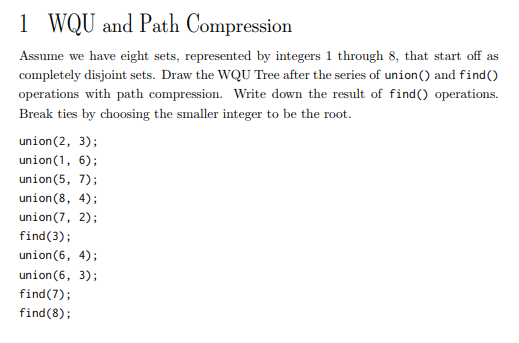 1 WQU and Path Compression
Assume we have eight sets, represented by integers 1 through 8, that start off as
completely disjoint sets. Draw the WQU Tree after the series of union() and find()
operations with path compression. Write down the result of find() operations.
Break ties by choosing the smaller integer to be the root.
union(2, 3);
union(1, 6);
union(5, 7);
union(8, 4);
union(7, 2);
find(3);
union(6, 4);
union(6, 3);
find(7);
find(8);